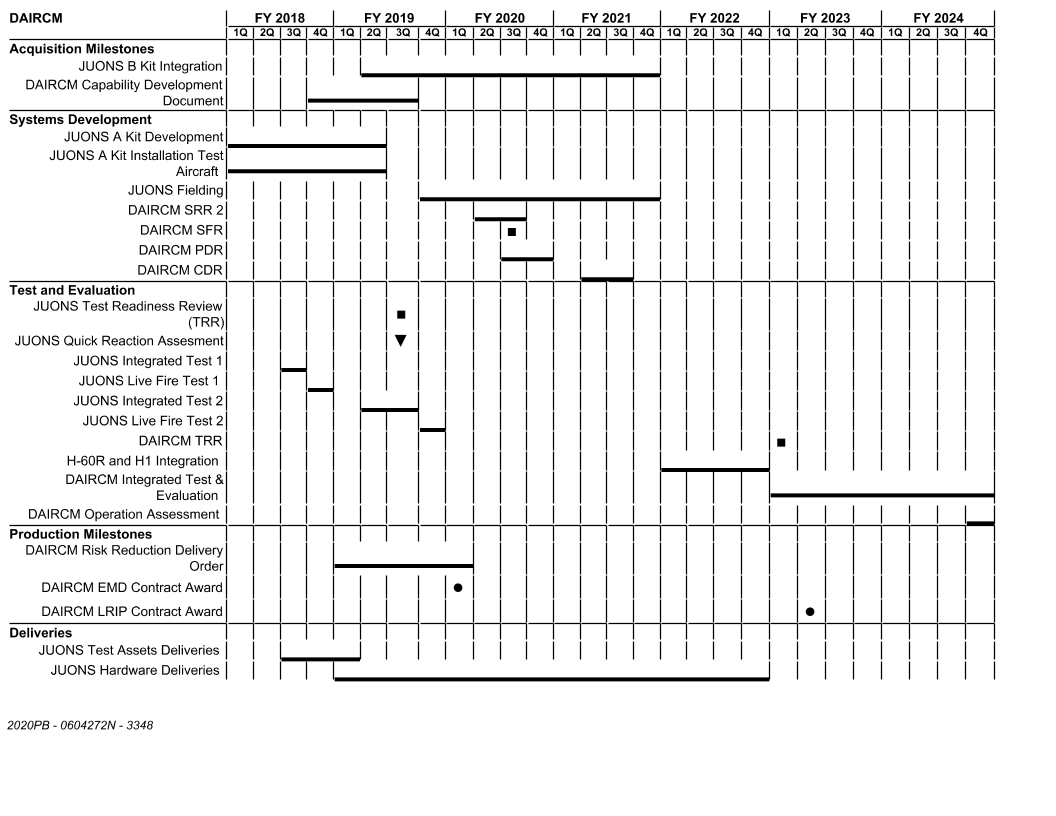 DAIRCM FY 2018 FY 2019 FY 2020 FY 2021 FY 2022 FY 2023 FY 2024
1Q 2Q 3Q 4Q 1Q 2Q 3Q 4Q 1Q 2Q 3Q 4Q 1Q 2Q 3Q 4Q 1Q 2Q 3Q 4Q 1Q 2Q 3Q 4Q 1Q 2Q 3Q 4Q
Acquisition Milestones
JUONS B Kit Integration
DAIRCM Capability Development
Document
Systems Development
JUONS A Kit Development
JUONS A Kit Installation Test
Aircraft
JUONS Fielding
DAIRCM SRR 2
DAIRCM SFR
DAIRCM PDR
DAIRCM CDR
Test and Evaluation
JUONS Test Readiness Review
(TRR)
JUONS Quick Reaction Assesment
JUONS Integrated Test 1
JUONS Live Fire Test 1
JUONS Integrated Test 2
JUONS Live Fire Test 2
DAIRCM TRR
H-60R and H1 Integration
DAIRCM Integrated Test &
Evaluation
DAIRCM Operation Assessment
Production Milestones
DAIRCM Risk Reduction Delivery
Order
DAIRCM EMD Contract Award
DAIRCM LRIP Contract Award
Deliveries
JUONS Test Assets Deliveries
JUONS Hardware Deliveries
2020PB - 0604272N - 3348